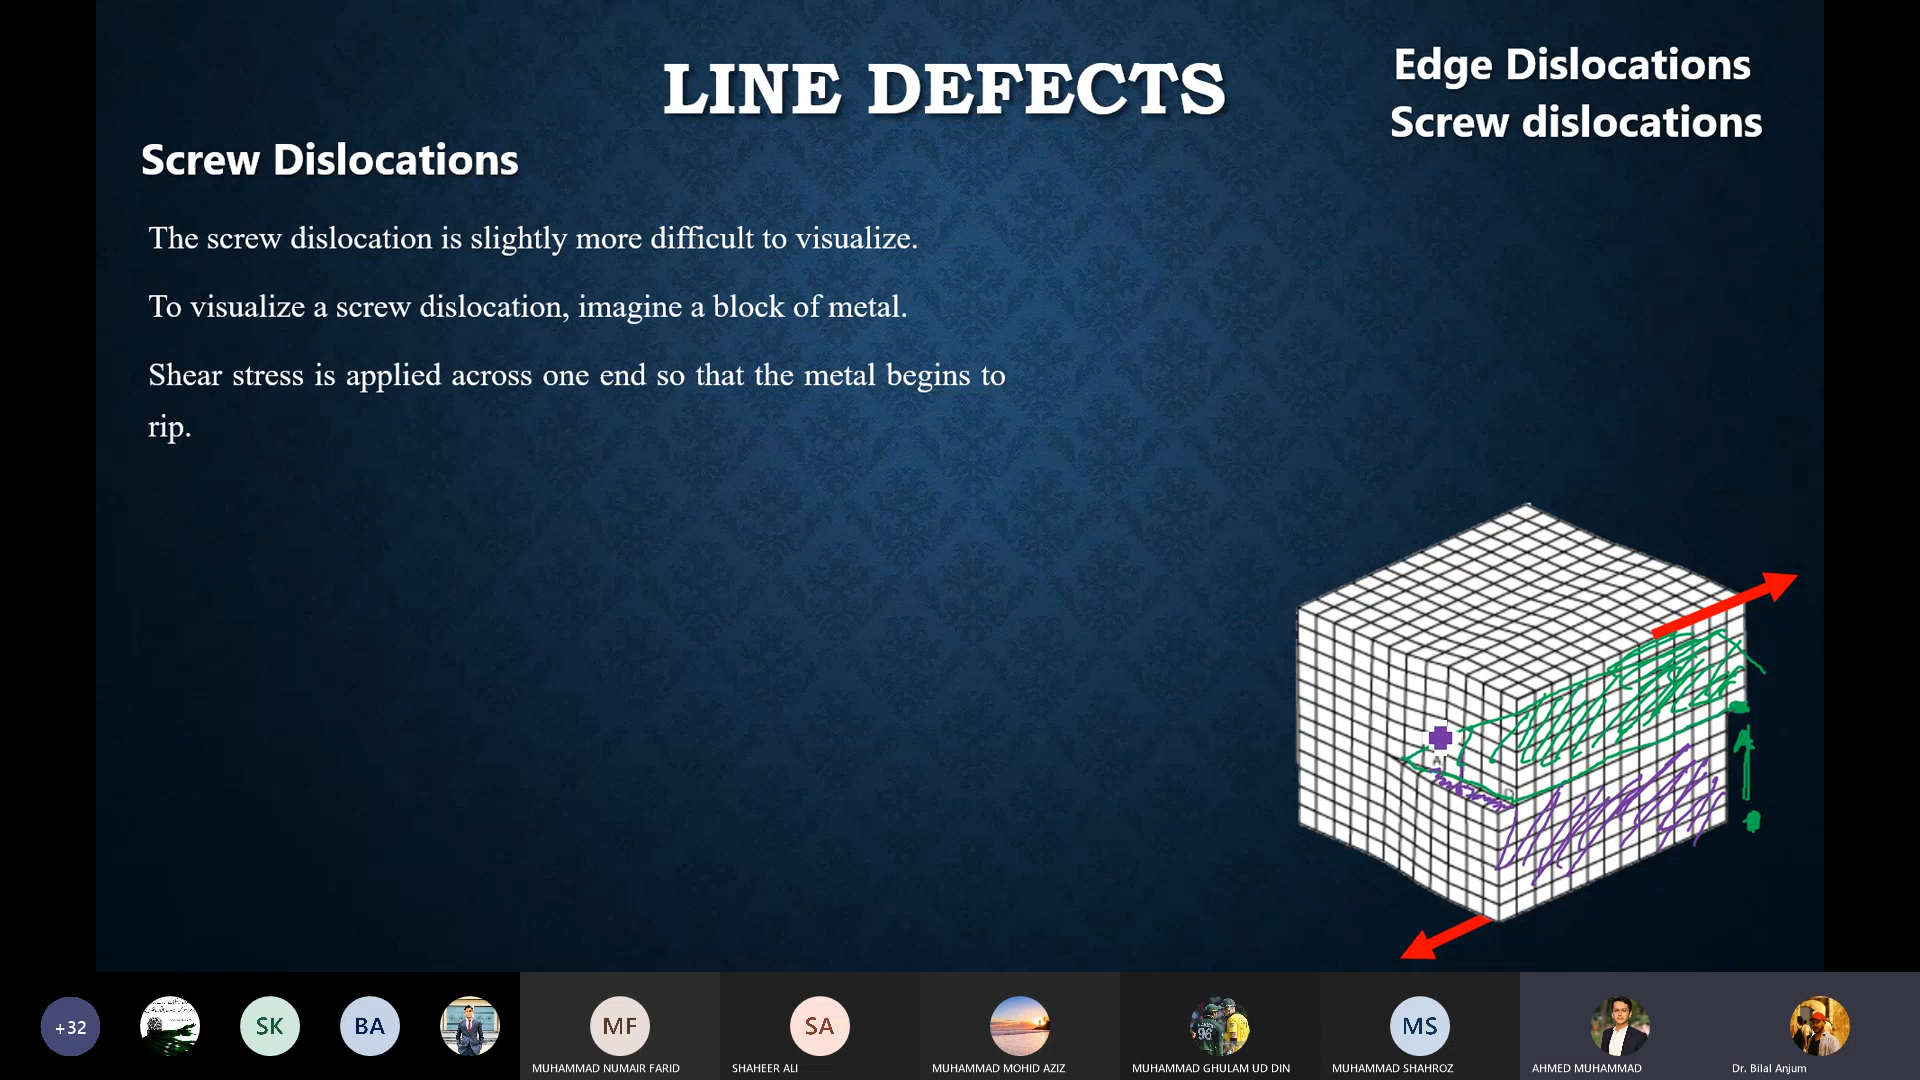 LINE DEFECTS
Edge Dislocations
Screw dislocations
Screw Dislocations
The screw dislocation is slightly more difficult to visualize.
To visualize a screw dislocation, imagine a block of metal.
Shear stress is applied across one end so that the metal begins to
rip.
A
D
+32
SK
BA
MF
SA
MS
MUHAMMAD NUMAIR FARID
SHAHEER ALI
MUHAMMAD MOHID AZIZ
MUHAMMAD GHULAM UD DIN
MUHAMMAD SHAHROZ
AHMED MUHAMMAD
Dr. Bilal Anjum